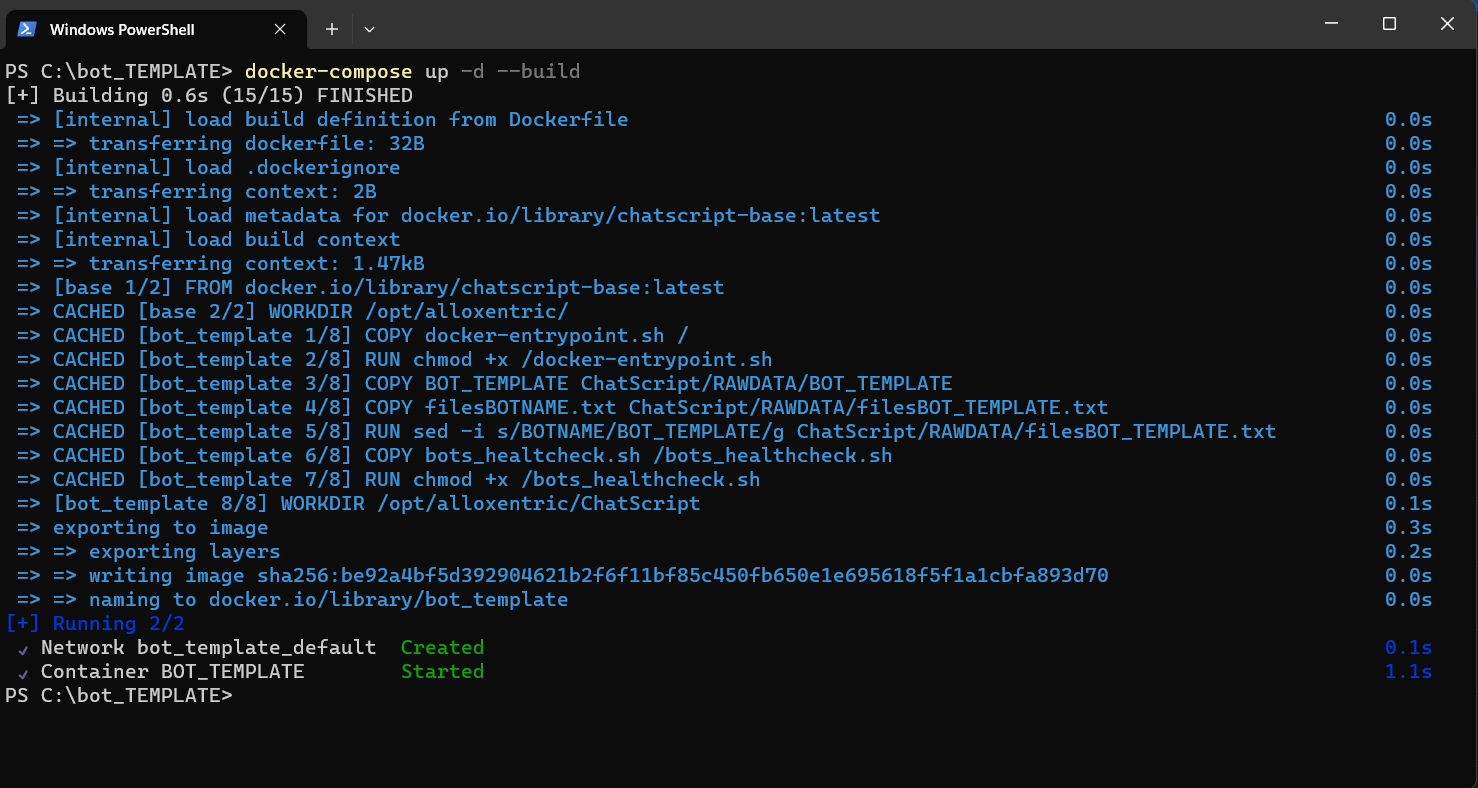 Windows PowerShell
PS C:\bot_TEMPLATE> docker-compose up -d --build
[+] Building 0.6s (15/15) FINISHED
=> [internal] load build definition from Dockerfile 0.0s
=> => transferring dockerfile: 32B 0.0s
=> [internal] load .dockerignore 0.0s
=> => transferring context: 2B 0.0s
=> [internal] load metadata for docker.io/library/chatscript-base:latest 0.0s
=> [internal] load build context 0.0s
=> => transferring context: 1.47kB 0.0s
=> [base 1/2] FROM docker.io/library/chatscript-base:latest 0.0s
=> CACHED [base 2/2] WORKDIR /opt/alloxentric/ 0.0s
=> CACHED [bot_template 1/8] COPY docker-entrypoint.sh / 0.0s
=> CACHED [bot_template 2/8] RUN chmod +x /docker-entrypoint.sh 0.0s
=> CACHED [bot_template 3/8] COPY BOT_TEMPLATE ChatScript/RAWDATA/BOT_TEMPLATE 0.0s
=> CACHED [bot_template 4/8] COPY filesBOTNAME.txt ChatScript/RAWDATA/filesBOT_TEMPLATE.txt 0.0s
=> CACHED [bot_template 5/8] RUN sed -i s/BOTNAME/BOT_TEMPLATE/g ChatScript/RAWDATA/filesBOT_TEMPLATE.txt 0.0s
=> CACHED [bot_template 6/8] COPY bots_healtcheck.sh /bots_healthcheck.sh 0.0s
=> CACHED [bot_template 7/8] RUN chmod +x /bots_healthcheck.sh 0.0s
=> [bot_template 8/8] WORKDIR /opt/alloxentric/ChatScript 0.1s
=> exporting to image 0.3s
=> => exporting layers 0.2s
=> => writing image sha256:be92a4bf5d392904621b2f6f11bf85c450fb650e1e695618f5f1a1cbfa893d70 0.0s
=> => naming to docker.io/library/bot_template 0.0s
[+] Running 2/2
✓ Network bot_template_default Created 0.1s
✓ Container BOT_TEMPLATE Started 1.1s
PS C:\bot_TEMPLATE>